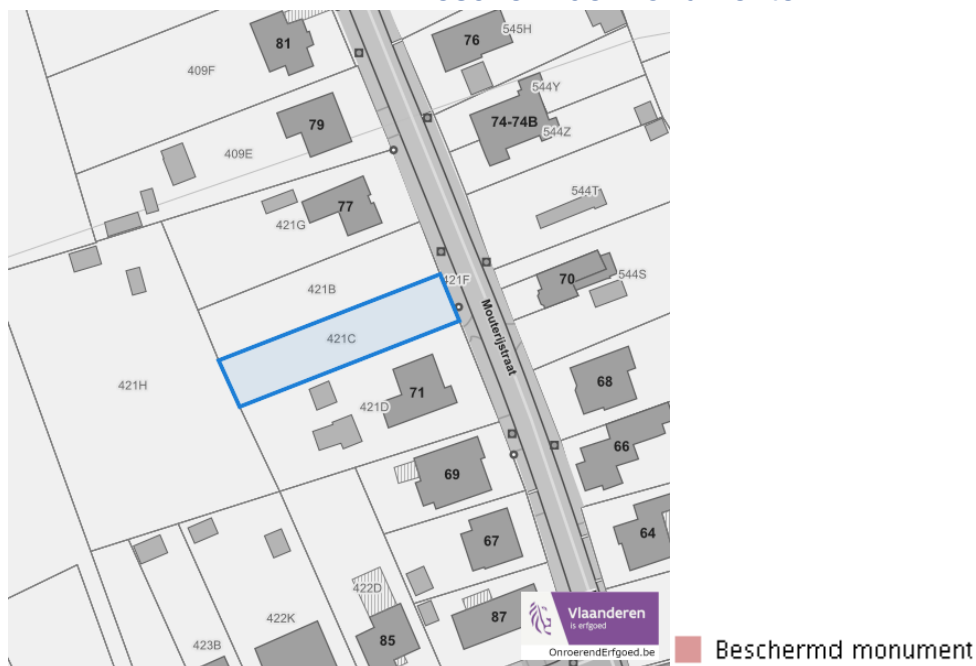 81
76
545H
409F
544Y
79
74-74B
544Z
409E
544T
77
421G
421F
70
544S
421B
Mouterijstraat
421C
68
421H
71
421D
66
69
64
67
422D
Vlaanderen
is erfgoed
87
422K
85
423B
OnroerendErfgoed.be
Beschermd monument